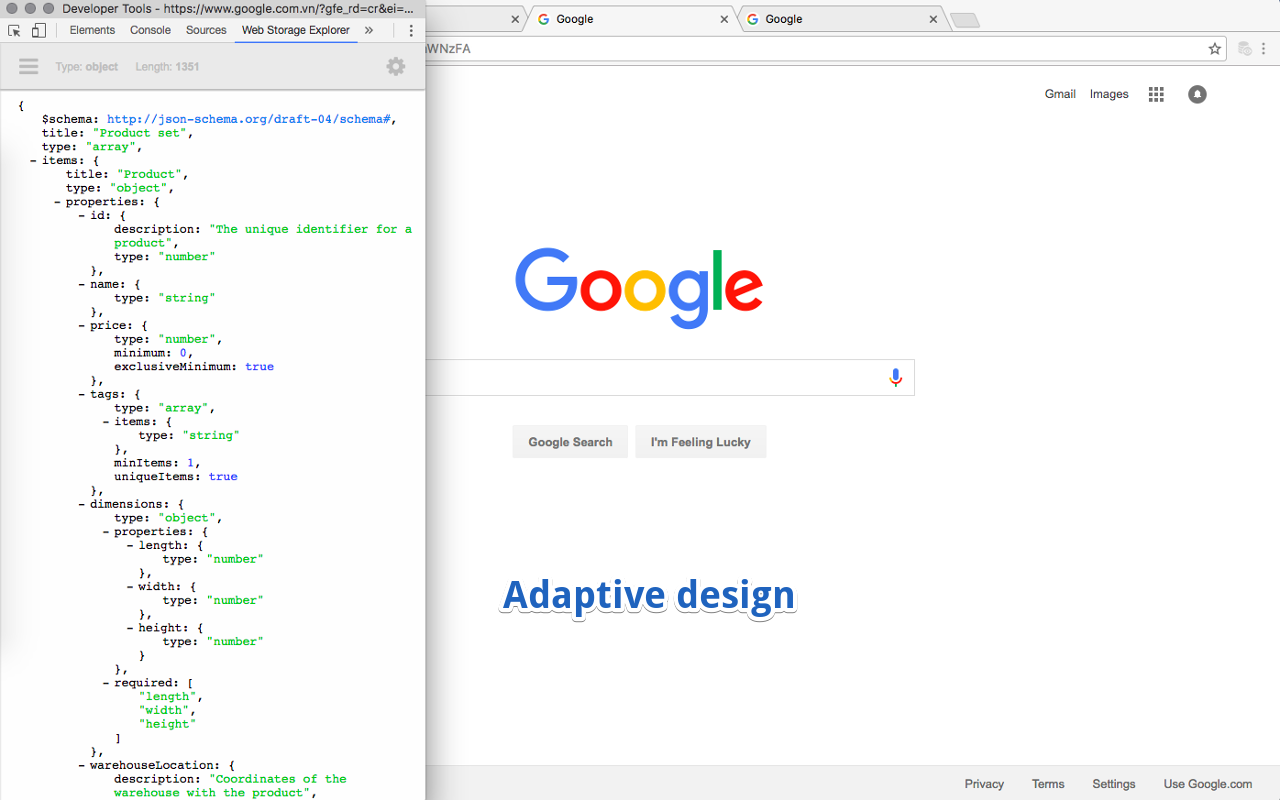 Developer Tools - https://www.google.com.vn/?gfe_rd=cr&ei=...
Elements Console Sources Web Storage Explorer »
Type: object Length: 1351
{
$schema: http://json-schema.org/draft-04/schema#,
title: "Product set",
type: "array",
- items: {
title: "Product",
type: "object",
- properties: {
- id: {
description: "The unique identifier for a
product",
type: "number"
},
- name: {
type: "string"
},
- price: {
type: "number",
minimum: 0,
exclusiveMinimum: true
},
- tags: {
type: "array",
- items: {
type: "string"
},
minItems: 1,
uniqueItems: true
},
- dimensions: {
type: "object",
- properties: {
- length: {
type: "number"
},
- width: {
type: "number"
},
- height: {
type: "number"
}
},
- required: [
"length",
"width",
"height"
]
},
- warehouseLocation: {
description: "Coordinates of the
warehouse with the product",
Google
Google
WNzFA
Gmail Images
Google
Google Search I'm Feeling Lucky
Adaptive design
Privacy Terms Settings Use Google.com